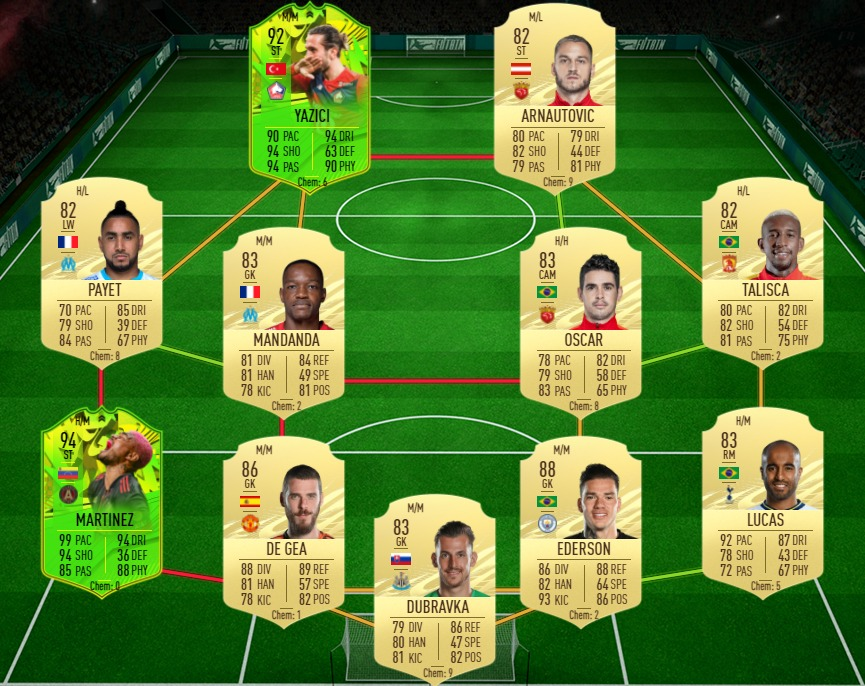 M/M
92
ST
YAZICI
90 PAC 94 DRI
94 SHO 63 DEF
94 PAS 90 PHY
Chem: 6
M/L
82
ST
ARNAUTOVIC
80 PAC 79 DRI
82 SHO 44 DEF
79 PAS 81 PHY
Chem: 9
H/L
82
LW
PAYET
70 PAC 85 DRI
79 SHO 39 DEF
84 PAS 67 PHY
Chem: 8
M/M
83
GK
MANDANDA
81 DIV 84 REF
81 HAN 49 SPE
78 KIC 81 POS
Chem: 2
H/H
83
CAM
OSCAR
78 PAC 82 DRI
79 SHO 58 DEF
83 PAS 65 PHY
Chem: 8
H/L
82
CAM
TALISCA
80 PAC 82 DRI
82 SHO 54 DEF
81 PAS 75 PHY
Chem: 2
H/M
94
ST
MARTINEZ
99 PAC 94 DRI
94 SHO 36 DEF
85 PAS 88 PHY
Chem: 0
M/M
86
GK
DE GEA
88 DIV 89 REF
81 HAN 57 SPE
78 KIC 82 POS
Chem: 1
M/M
83
GK
DUBRAVKA
79 DIV 86 REF
80 HAN 47 SPE
81 KIC 82 POS
Chem: 9
M/M
88
GK
EDERSON
86 DIV 88 REF
82 HAN 64 SPE
93 KIC 86 POS
Chem: 2
H/M
83
RM
LUCAS
92 PAC 87 DRI
78 SHO 43 DEF
72 PAS 67 PHY
Chem: 5